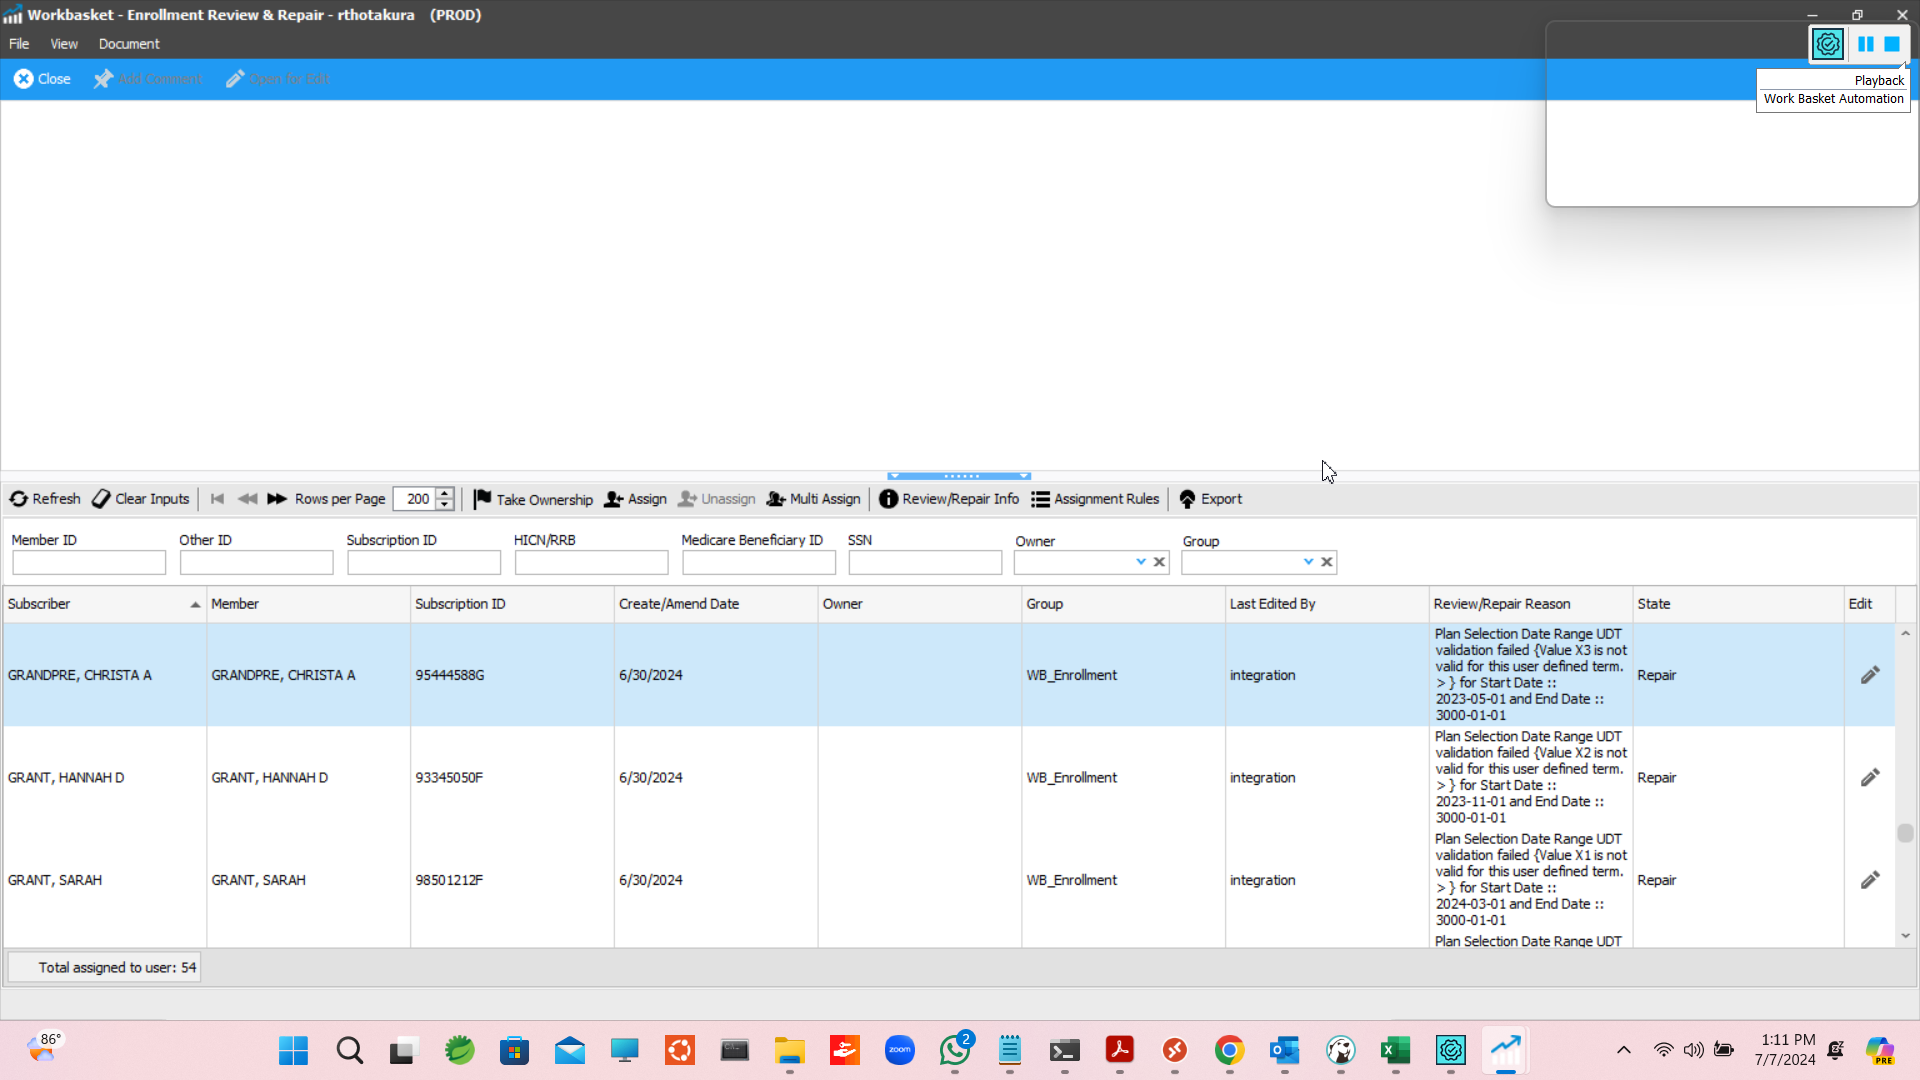 Workbasket - Enrollment Review & Repair - rthotakura    (PROD)
File    View    Document
Close    Add Comment    Open for Edit
Playback
Work Basket Automation
Refresh    Clear Inputs    Rows per Page    200    Take Ownership    Assign    Unassign    Multi Assign    Review/Repair Info    Assignment Rules    Export
Member ID    Other ID    Subscription ID    HICN/RRB    Medicare Beneficiary ID    SSN    Owner    Group
Subscriber    Member    Subscription ID    Create/Amend Date    Owner    Group    Last Edited By    Review/Repair Reason    State    Edit
GRANDPRE, CHRISTA A    GRANDPRE, CHRISTA A    95444588G    6/30/2024    WB_Enrollment    integration    Repair
Plan Selection Date Range UDT
validation failed {Value X3 is not
valid for this user defined term.
> } for Start Date ::
2023-05-01 and End Date ::
3000-01-01
GRANT, HANNAH D    GRANT, HANNAH D    93345050F    6/30/2024    WB_Enrollment    integration    Repair
Plan Selection Date Range UDT
validation failed {Value X2 is not
valid for this user defined term.
> } for Start Date ::
2023-11-01 and End Date ::
3000-01-01
GRANT, SARAH    GRANT, SARAH    98501212F    6/30/2024    WB_Enrollment    integration    Repair
Plan Selection Date Range UDT
validation failed {Value X1 is not
valid for this user defined term.
> } for Start Date ::
2024-03-01 and End Date ::
3000-01-01
Plan Selection Date Range UDT
Total assigned to user: 54
86°
zoom
2
1:11 PM
7/7/2024
PRE